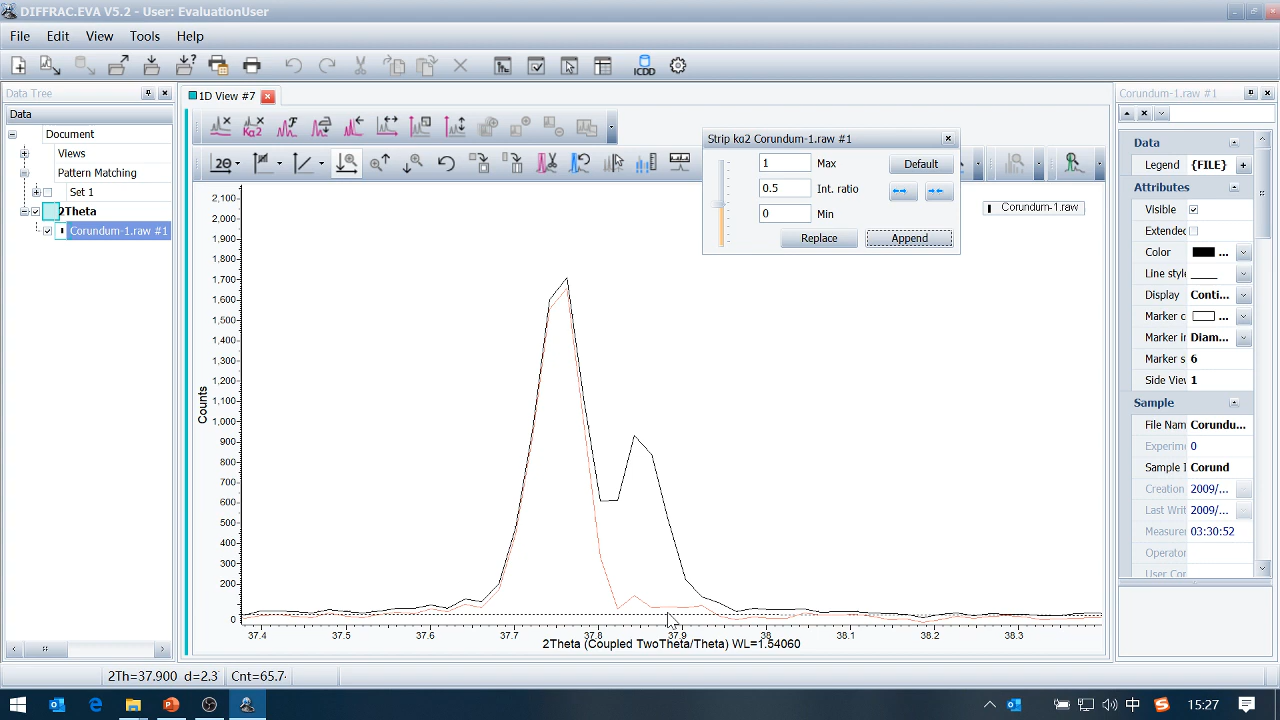 DIFFRAC.EVA V5.2 - User: EvaluationUser
File Edit View Tools Help
ICDD
Data Tree
Data
Document
Views
Pattern Matching
Set 1
2Theta
Corundum-1.raw #1
1D View #7
Kα2
2θ
Strip kα2 Corundum-1.raw #1
1 Max
Default
0.5 Int. ratio
0 Min
Replace Append
Corundum-1.raw
2,100
2,000
1,900
1,800
1,700
1,600
1,500
1,400
1,300
1,200
1,100
1,000
900
800
700
600
500
400
300
200
0
Counts
37.4 37.5 37.6 37.7 37.8 37.9 38 38.1 38.2 38.3
2Theta (Coupled TwoTheta/Theta) WL=1.54060
Corundum-1.raw #1
Data
Legend {FILE}
Attributes
Visible
Extended
Color ...
Line style
Display Conti...
Marker c ...
Marker in Diam...
Marker s 6
Side View 1
Sample
File Name Corundu...
Experime 0
Sample I Corund
Creation 2009/...
Last Writ 2009/...
Measurer 03:30:52
Operator
User Co
2Th=37.900 d=2.3 Cnt=65.7
中
15:27